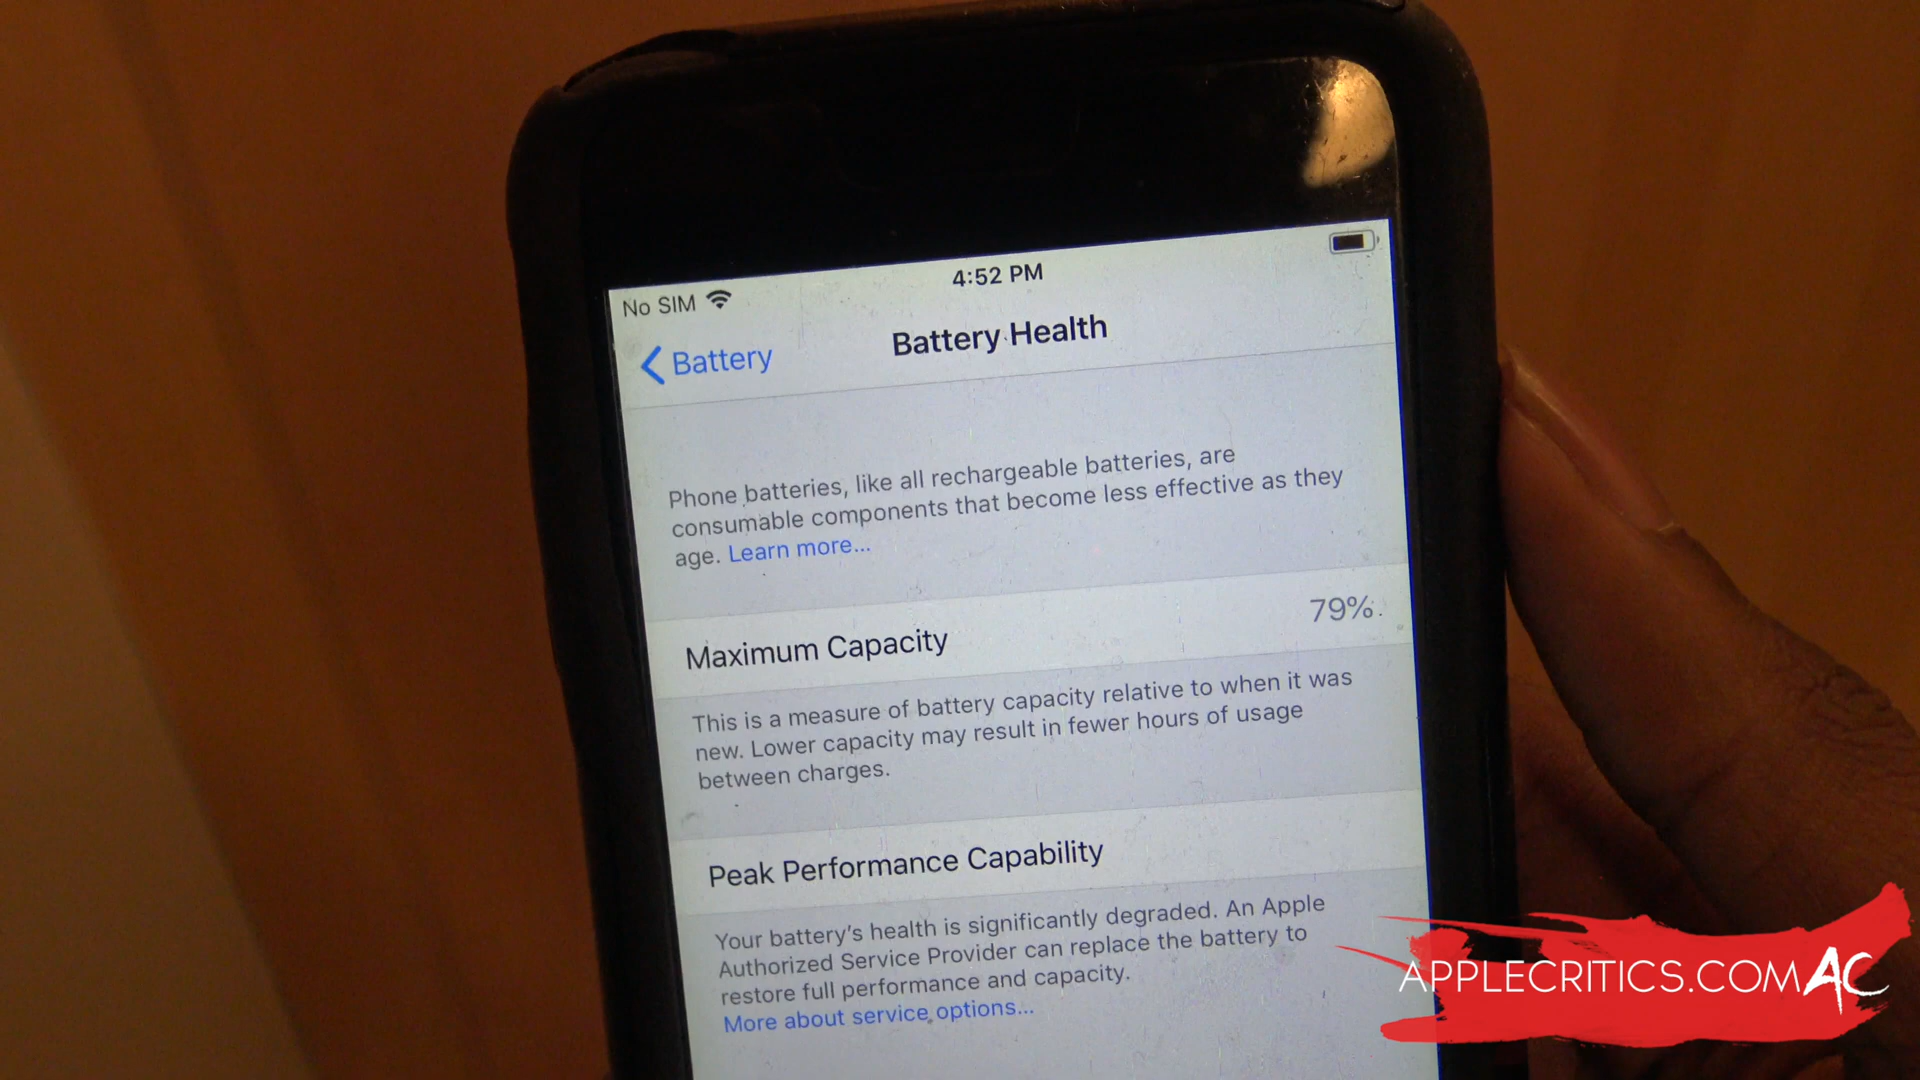 4:52 PM
No SIM
Battery
Battery Health
Phone batteries, like all rechargeable batteries, are
consumable components that become less effective as they
age. Learn more...
Maximum Capacity 79%
This is a measure of battery capacity relative to when it was
new. Lower capacity may result in fewer hours of usage
between charges.
Peak Performance Capability
Your battery's health is significantly degraded. An Apple
Authorized Service Provider can replace the battery to
restore full performance and capacity.
More about service options...
APPLECRITICS.COM AC